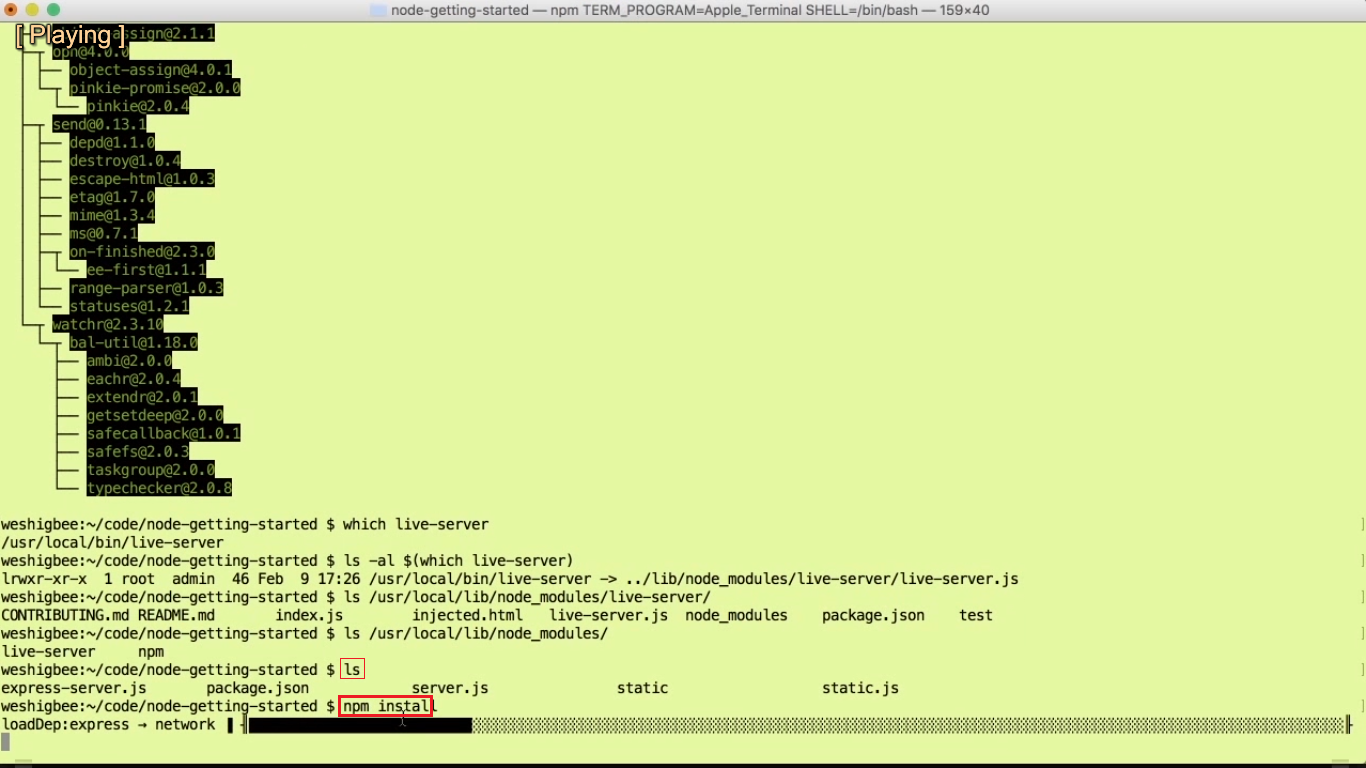 node-getting-started — npm TERM_PROGRAM=Apple_Terminal SHELL=/bin/bash — 159×40
[ Playing ]
assign@2.1.1
opn@4.0.0
object-assign@4.0.1
pinkie-promise@2.0.0
pinkie@2.0.4
send@0.13.1
depd@1.1.0
destroy@1.0.4
escape-html@1.0.3
etag@1.7.0
mime@1.3.4
ms@0.7.1
on-finished@2.3.0
ee-first@1.1.1
range-parser@1.0.3
statuses@1.2.1
watchr@2.3.10
bal-util@1.18.0
ambi@2.0.0
eachr@2.0.4
extendr@2.0.1
getsetdeep@2.0.0
safecallback@1.0.1
safefs@2.0.3
taskgroup@2.0.0
typechecker@2.0.8
weshigbee:~/code/node-getting-started $ which live-server
/usr/local/bin/live-server
weshigbee:~/code/node-getting-started $ ls -al $(which live-server)
lrwxr-xr-x 1 root admin 46 Feb 9 17:26 /usr/local/bin/live-server -> ../lib/node_modules/live-server/live-server.js
weshigbee:~/code/node-getting-started $ ls /usr/local/lib/node_modules/live-server/
CONTRIBUTING.md README.md index.js injected.html live-server.js node_modules package.json test
weshigbee:~/code/node-getting-started $ ls /usr/local/lib/node_modules/
live-server npm
weshigbee:~/code/node-getting-started $ ls
express-server.js package.json server.js static static.js
weshigbee:~/code/node-getting-started $ npm install
loadDep:express → network